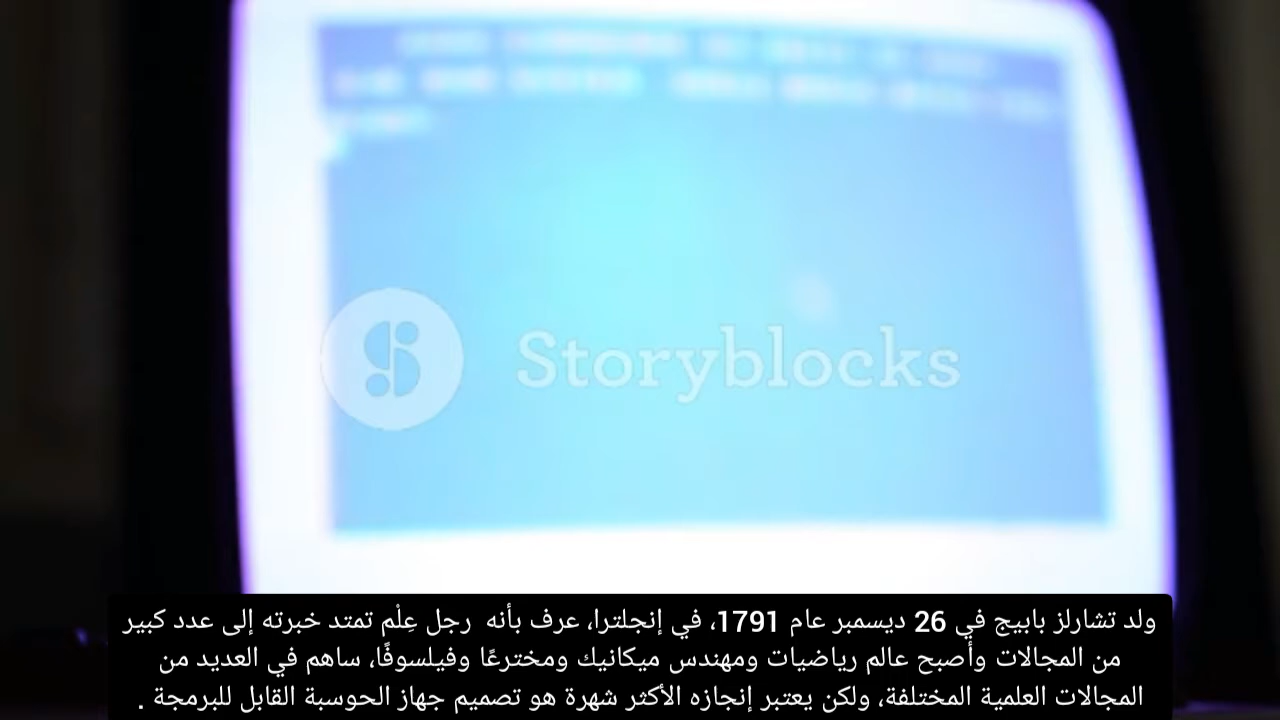 Storyblocks
ولد تشارلز بابيج في 26 ديسمبر عام 1791، في إنجلترا، عرف بأنه رجل عِلْم تمتد خبرته إلى عدد كبير
من المجالات وأصبح عالم رياضيات ومهندس ميكانيك ومخترعًا وفيلسوفًا، ساهم في العديد من
المجالات العلمية المختلفة، ولكن يعتبر إنجازه الأكثر شهرة هو تصميم جهاز الحوسبة القابل للبرمجة .